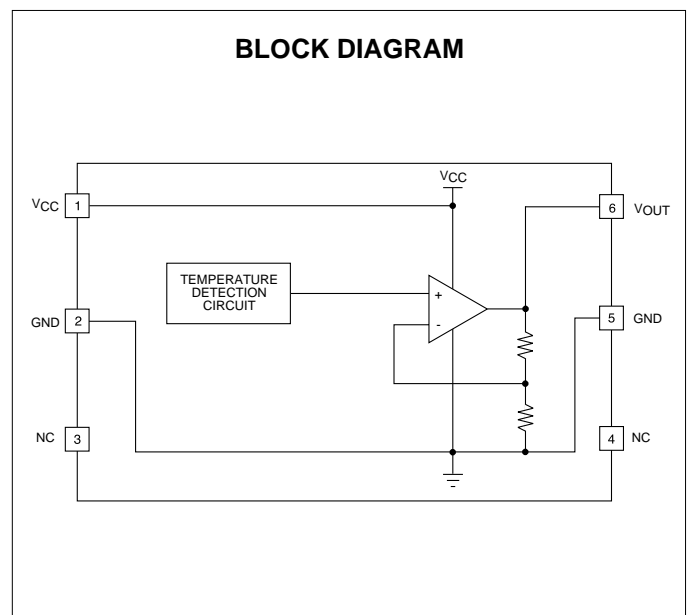 BLOCK DIAGRAM
VCC
VCC 1
6 VOUT
TEMPERATURE
DETECTION
CIRCUIT
+
-
GND 2
5 GND
NC 3
4 NC